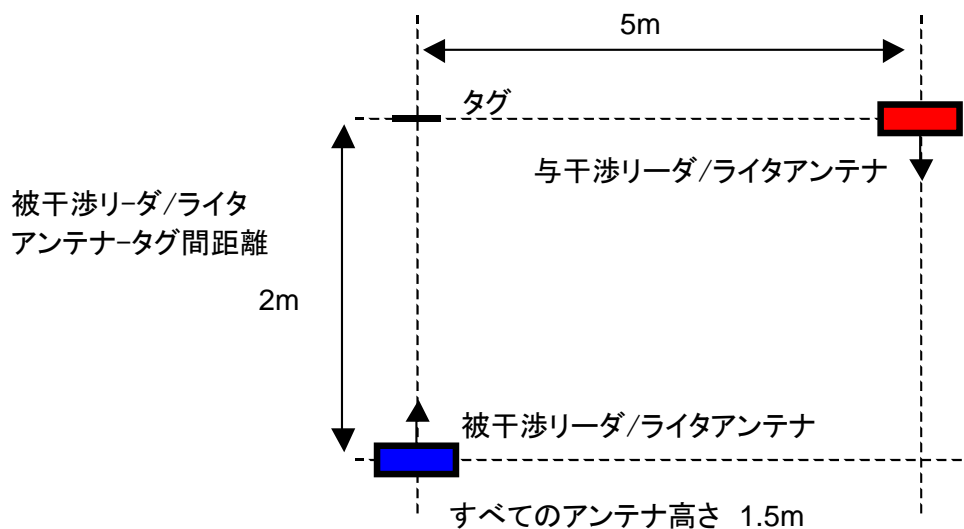 5m
タグ
与干渉リーダ/ライタアンテナ
被干渉リｰダ/ライタ
アンテナｰタグ間距離
2m
被干渉リーダ/ライタアンテナ
すべてのアンテナ高さ 1.5m